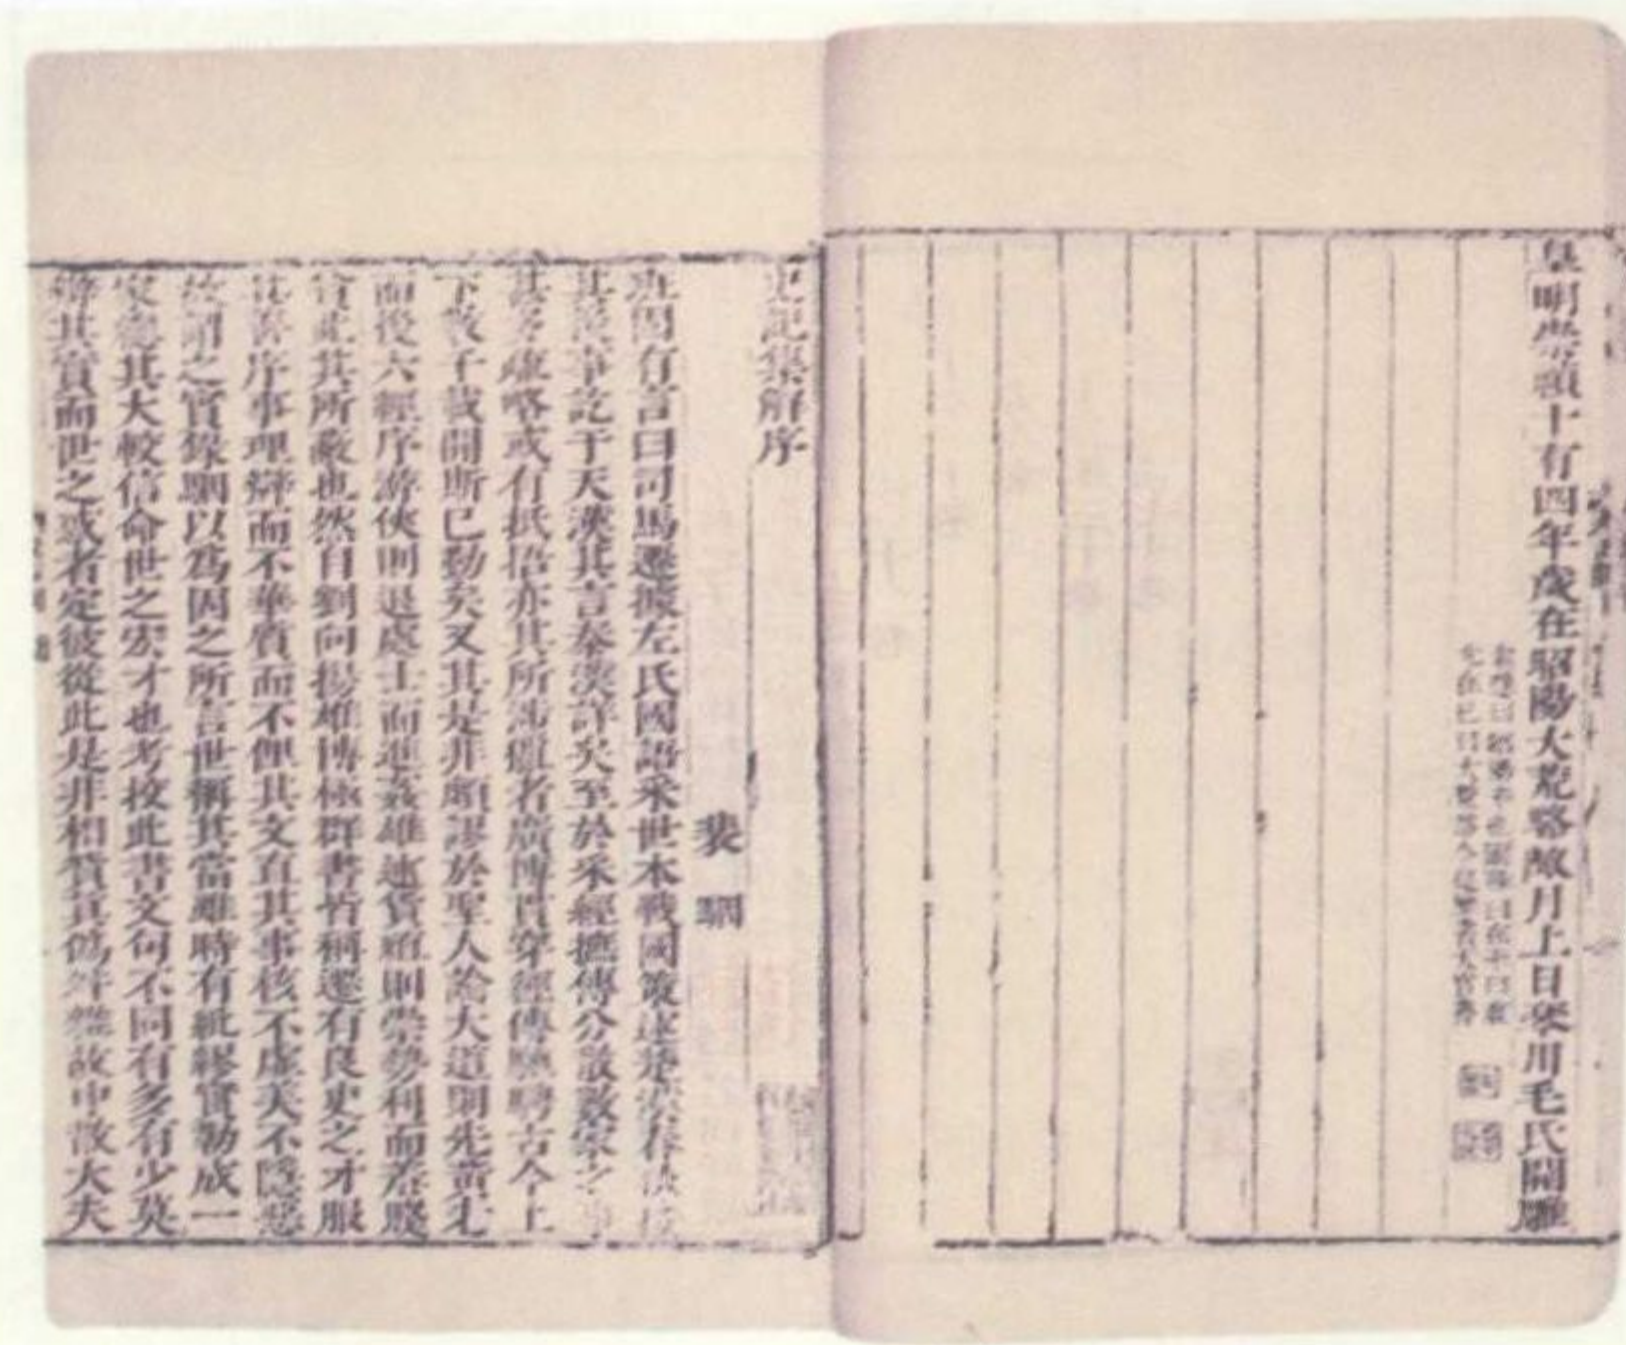 皇明崇禎十有四年歲在昭陽大荒駱敵月上日琴川毛氏開雕
史記集解序
裴駰
班固有言曰司馬遷據左氏國語采世本戰國策述楚漢春秋接
其後事訖于天漢其言秦漢詳矣至於采經摭傳分散數家之事
甚多疎略或有抵捂亦其所涉獵者廣博貫穿經傳馳騁古今上
下數千載間斯已勤矣又其是非頗謬於聖人論大道則先黃老
而後六經序游俠則退處士而進姦雄述貨殖則崇勢利而羞賤
貧此其所蔽也然自劉向揚雄博極群書皆稱遷有良史之才服
其善序事理辯而不華質而不俚其文直其事核不虛美不隱惡
故謂之實錄駰以為固之所言世稱其當雖時有紕繆實勒成一
家總其大較信命世之宏才也考挍此書文句不同有多有少莫
辯其實而世之惑者定彼從此是非相貿真偽舛雜故中散大夫